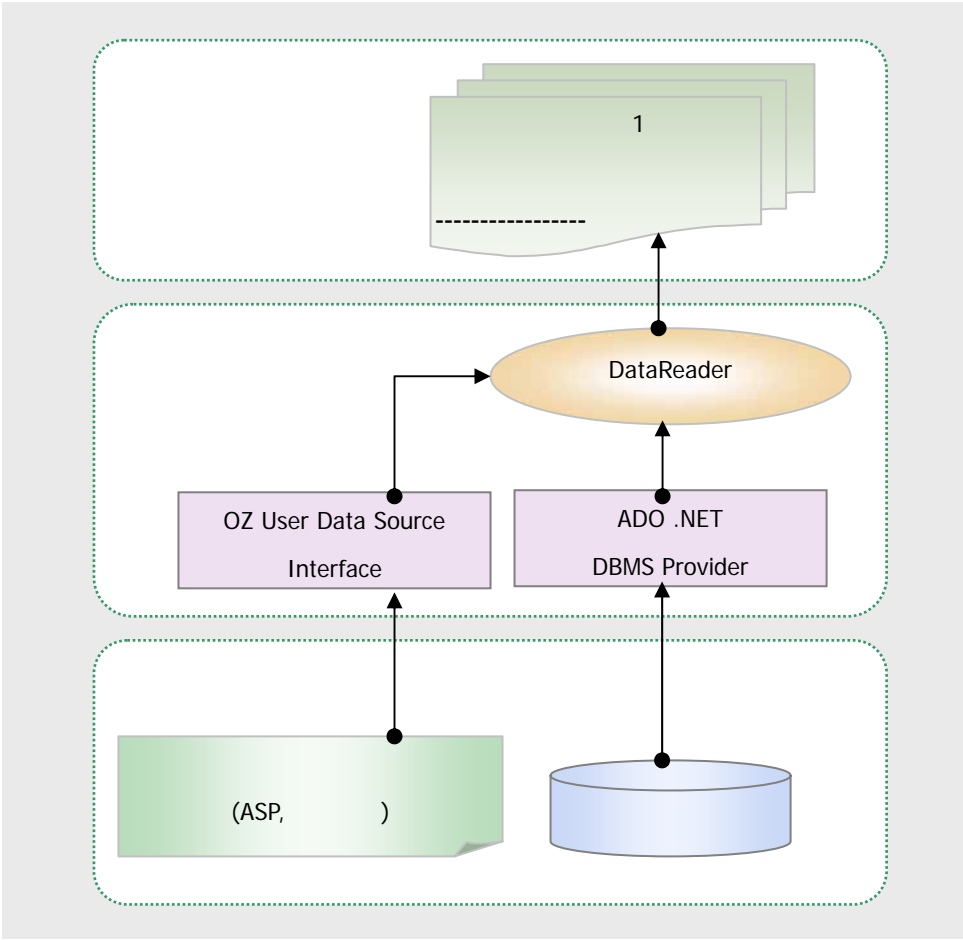 1
-----------------
DataReader
OZ User Data Source
Interface
ADO .NET
DBMS Provider
(ASP, )